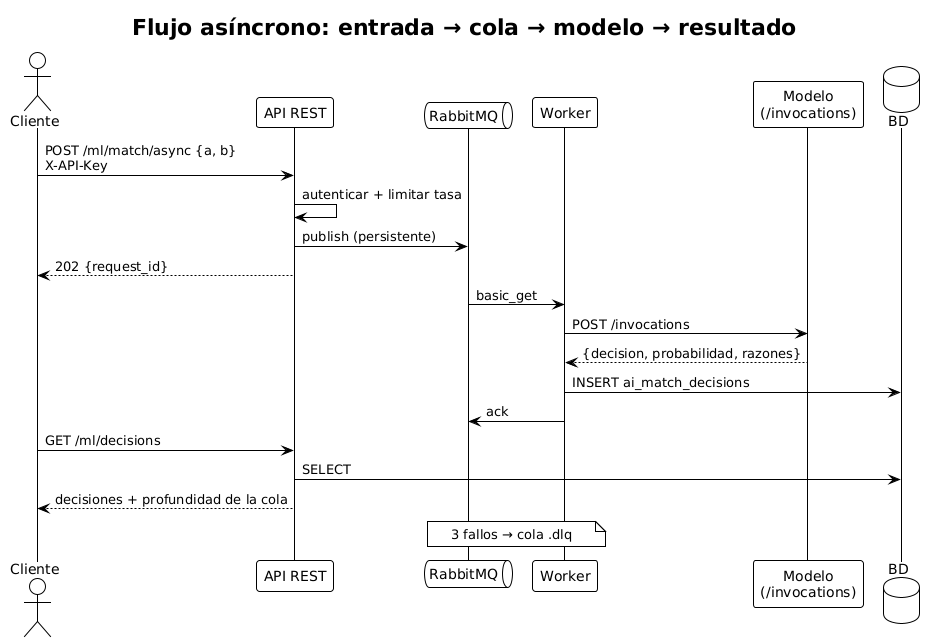 Flujo asíncrono: entrada → cola → modelo → resultado
Cliente
API REST
RabbitMQ
Worker
Modelo
(/invocations)
BD
POST /ml/match/async {a, b}
X-API-Key
autenticar + limitar tasa
publish (persistente)
202 {request_id}
basic_get
POST /invocations
{decision, probabilidad, razones}
INSERT ai_match_decisions
ack
GET /ml/decisions
SELECT
decisiones + profundidad de la cola
3 fallos → cola .dlq
Cliente
API REST
RabbitMQ
Worker
Modelo
(/invocations)
BD